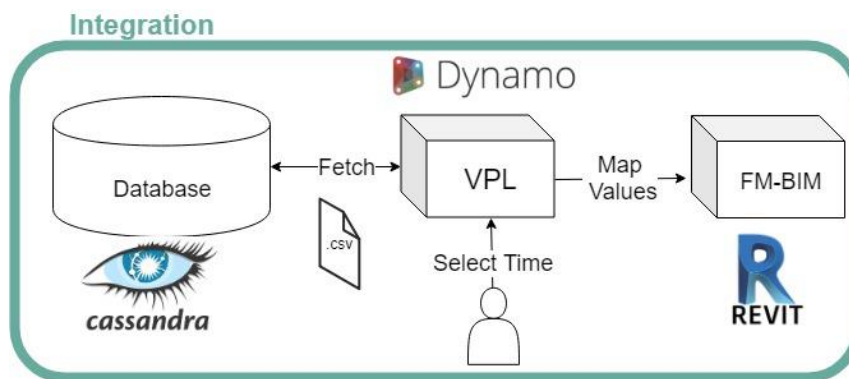 Integration
Dynamo
Database
Fetch
VPL
Map
Values
FM-BIM
.csv
Select Time
cassandra
R
REVIT